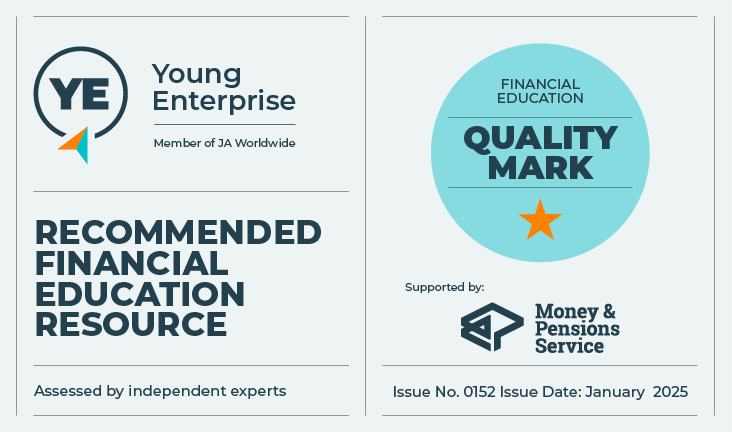 YE
Young
Enterprise
Member of JA Worldwide
RECOMMENDED
FINANCIAL
EDUCATION
RESOURCE
Assessed by independent experts
FINANCIAL
EDUCATION
QUALITY
MARK
Supported by:
Money &
Pensions
Service
Issue No. 0152 Issue Date: January 2025